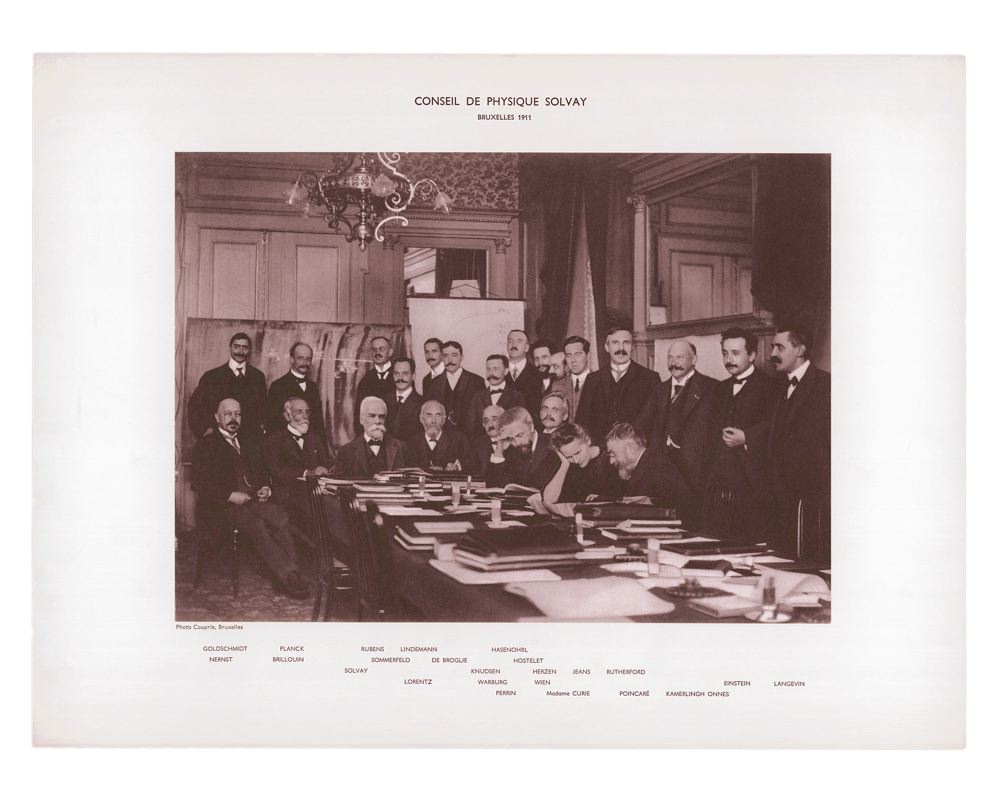 CONSEIL DE PHYSIQUE SOLVAY
BRUXELLES 1911
Photo Couprie, Bruxelles
GOLDSCHMIDT PLANCK RUBENS LINDEMANN HASENOHRL
NERNST BRILLOUIN SOMMERFELD DE BROGLIE HOSTELET
SOLVAY KNUDSEN HERZEN JEANS RUTHERFORD
LORENTZ WARBURG WIEN EINSTEIN LANGEVIN
PERRIN Madame CURIE POINCARÉ KAMERLINGH ONNES